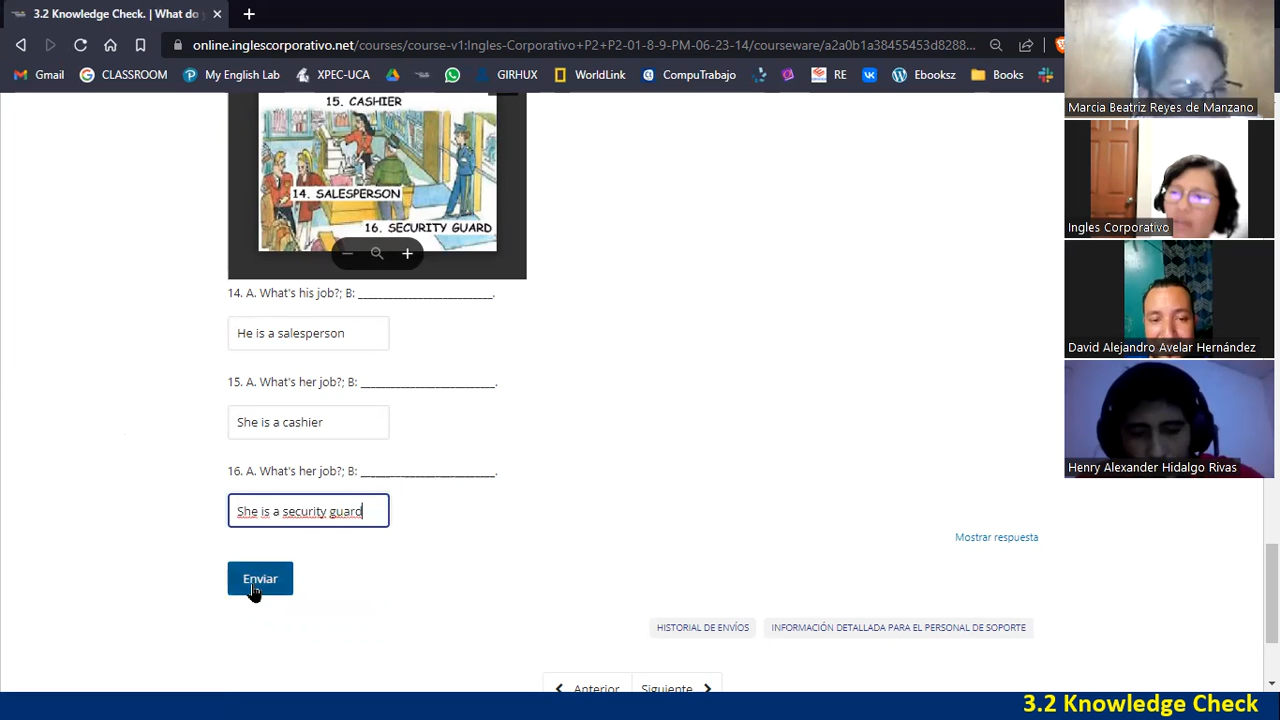 3.2 Knowledge Check. | What do
online.inglescorporativo.net/courses/course-v1:Ingles-Corporativo+P2+P2-01-8-9-PM-06-23-14/courseware/a2a0b1a38455453d8288...
Gmail CLASSROOM My English Lab XPEC-UCA GIRHUX WorldLink CompuTrabajo RE WordPress Ebooksz Books
15. CASHIER
14. SALESPERSON
16. SECURITY GUARD
14. A. What's his job?; B: __________________________.
He is a salesperson
15. A. What's her job?; B: __________________________.
She is a cashier
16. A. What's her job?; B: __________________________.
She is a security guard
Mostrar respuesta
Enviar
HISTORIAL DE ENVÍOS INFORMACIÓN DETALLADA PARA EL PERSONAL DE SOPORTE
Anterior Siguiente
Marcia Beatriz Reyes de Manzano
Ingles Corporativo
David Alejandro Avelar Hernández
Henry Alexander Hidalgo Rivas
3.2 Knowledge Check